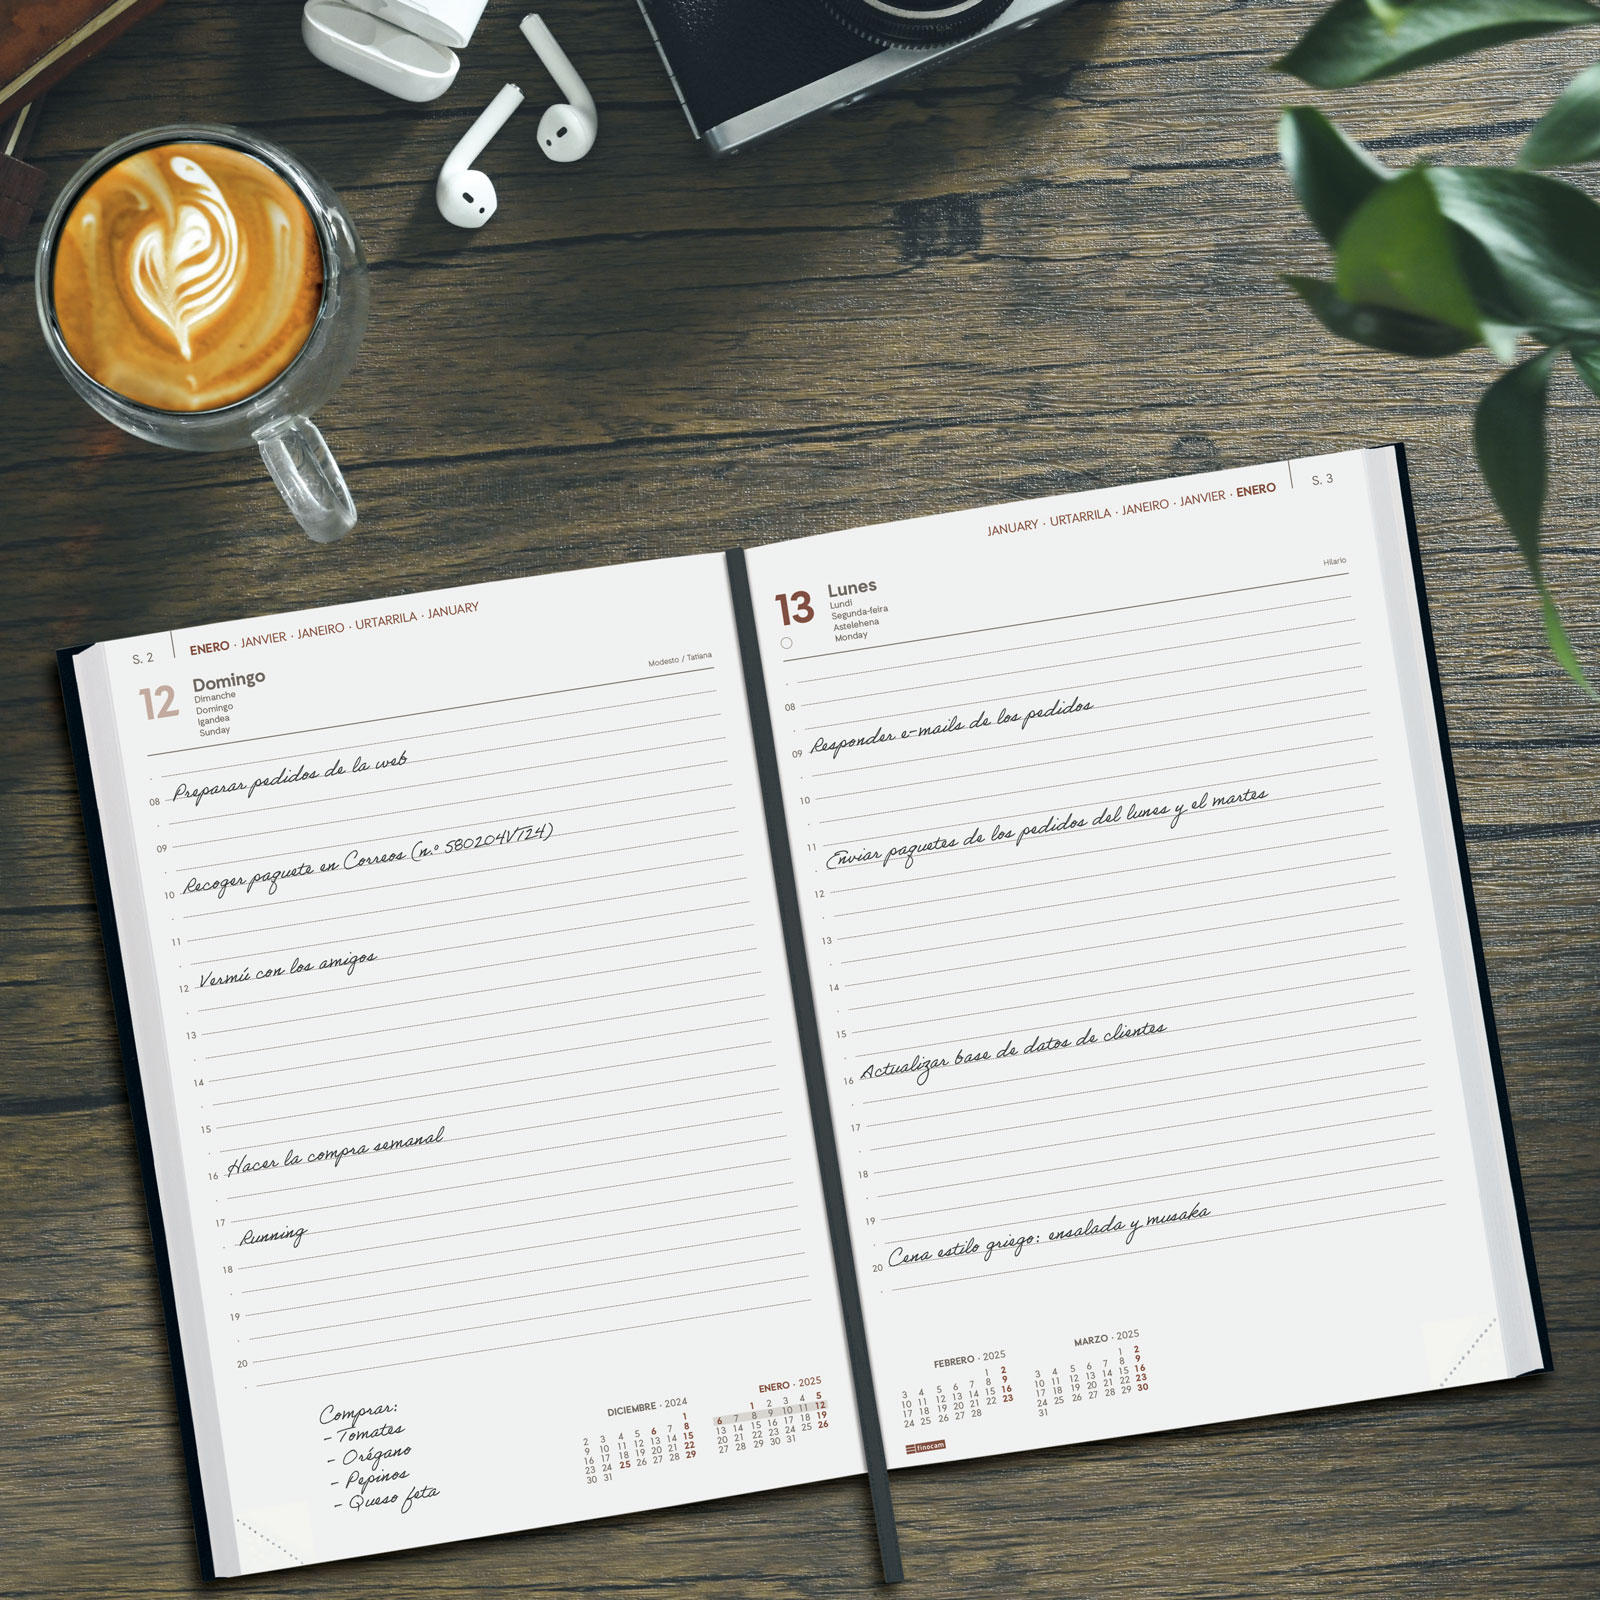 S. 2
ENERO · JANVIER · JANEIRO · URTARRILA · JANUARY
12 Domingo
Dimanche
Domingo
Igandea
Sunday
Modesto / Tatiana
08 Preparar pedidos de la web
09
10 Recoger paquete en Correos (n.º 580204VT24)
11
12 Vermú con los amigos
13
14
15
16 Hacer la compra semanal
17
Running
18
19
20
Comprar:
- Tomates
- Orégano
- Pepinos
- Queso feta
DICIEMBRE · 2024
1
2 3 4 5 6 7 8
9 10 11 12 13 14 15
16 17 18 19 20 21 22
23 24 25 26 27 28 29
30 31
ENERO · 2025
1 2 3 4 5
6 7 8 9 10 11 12
13 14 15 16 17 18 19
20 21 22 23 24 25 26
27 28 29 30 31
JANUARY · URTARRILA · JANEIRO · JANVIER · ENERO
S. 3
13 Lunes
Lundi
Segunda-feira
Astelehena
Monday
Hilario
08
09 Responder e-mails de los pedidos
10
11 Enviar paquetes de los pedidos del lunes y el martes
12
13
14
15
16 Actualizar base de datos de clientes
17
18
19
20 Cena estilo griego: ensalada y musaka
FEBRERO · 2025
1 2
3 4 5 6 7 8 9
10 11 12 13 14 15 16
17 18 19 20 21 22 23
24 25 26 27 28
MARZO · 2025
1 2
3 4 5 6 7 8 9
10 11 12 13 14 15 16
17 18 19 20 21 22 23
24 25 26 27 28 29 30
31
finocam